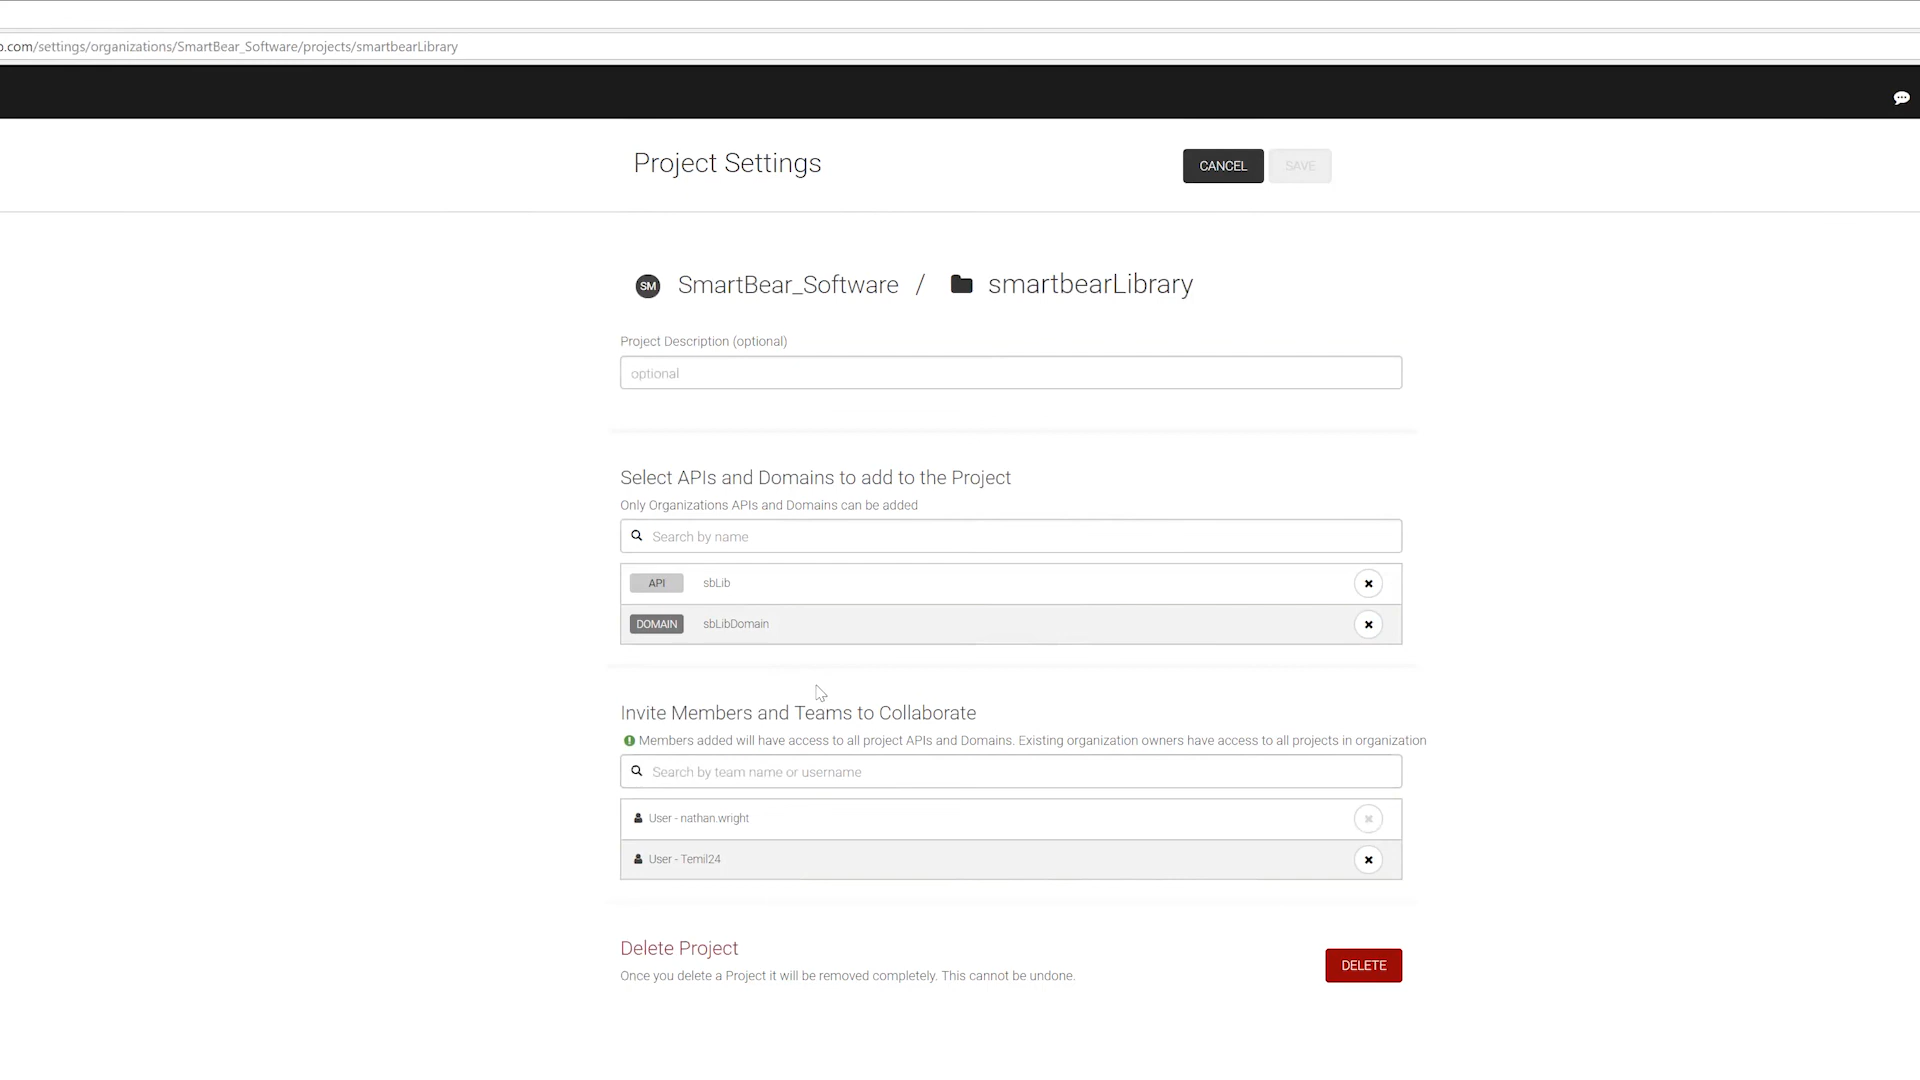 o.com/settings/organizations/SmartBear_Software/projects/smartbearLibrary
Project Settings
CANCEL
SAVE
SM
SmartBear_Software / smartbearLibrary
Project Description (optional)
optional
Select APIs and Domains to add to the Project
Only Organizations APIs and Domains can be added
Search by name
API sbLib
DOMAIN sbLibDomain
Invite Members and Teams to Collaborate
Members added will have access to all project APIs and Domains. Existing organization owners have access to all projects in organization
Search by team name or username
User - nathan.wright
User - Temil24
Delete Project
Once you delete a Project it will be removed completely. This cannot be undone.
DELETE